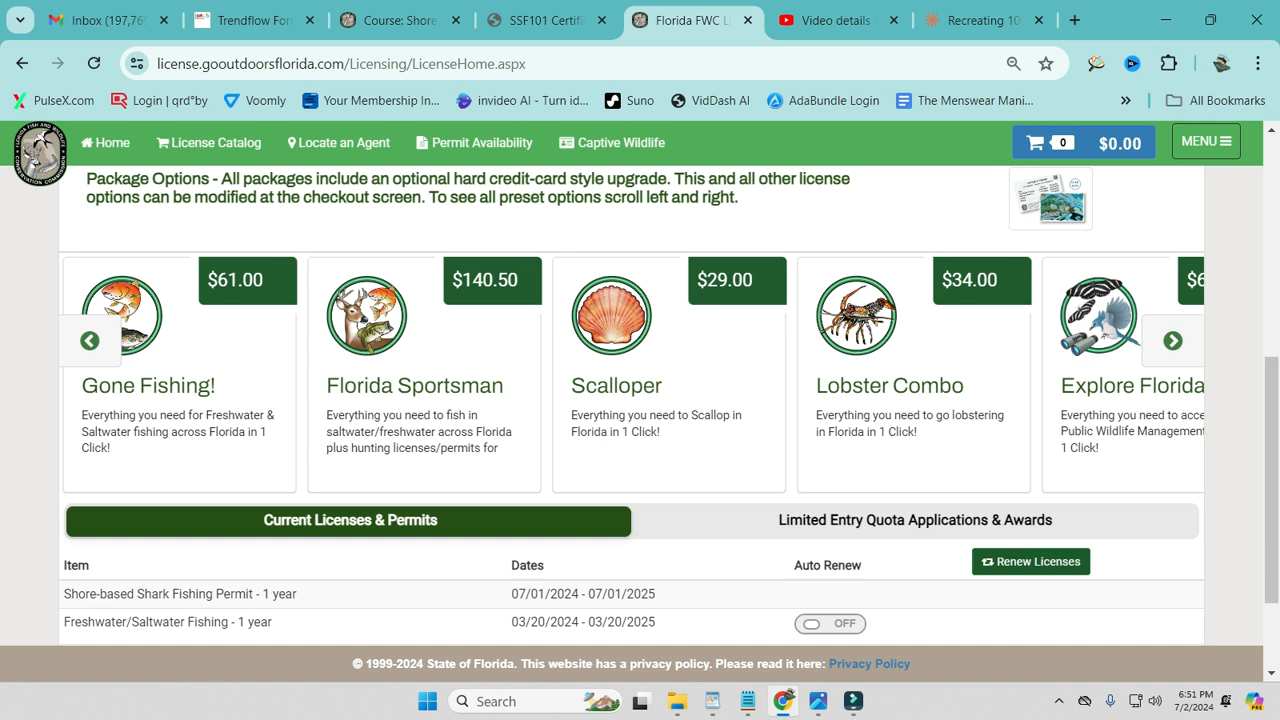 Inbox (197,76
Trendflow For
Course: Shore
SSF101 Certifi
Florida FWC Li
Video details
Recreating 10
license.gooutdoorsflorida.com/Licensing/LicenseHome.aspx
PulseX.com
Login | qrd°
Voomly
Your Membership In...
invideo AI - Turn id...
Suno
VidDash AI
AdaBundle Login
The Menswear Mani...
All Bookmarks
Home
License Catalog
Locate an Agent
Permit Availability
Captive Wildlife
0 $0.00
MENU
Package Options - All packages include an optional hard credit-card style upgrade. This and all other license
options can be modified at the checkout screen. To see all preset options scroll left and right.
$61.00
Gone Fishing!
Everything you need for Freshwater &
Saltwater fishing across Florida in 1
Click!
$140.50
Florida Sportsman
Everything you need to fish in
saltwater/freshwater across Florida
plus hunting licenses/permits for
$29.00
Scalloper
Everything you need to Scallop in
Florida in 1 Click!
$34.00
Lobster Combo
Everything you need to go lobstering
in Florida in 1 Click!
$6
Explore Florida
Everything you need to acce
Public Wildlife Management
1 Click!
Current Licenses & Permits
Limited Entry Quota Applications & Awards
Item Dates Auto Renew Renew Licenses
Shore-based Shark Fishing Permit - 1 year 07/01/2024 - 07/01/2025
Freshwater/Saltwater Fishing - 1 year 03/20/2024 - 03/20/2025 OFF
© 1999-2024 State of Florida. This website has a privacy policy. Please read it here: Privacy Policy
Search
6:51 PM
7/2/2024